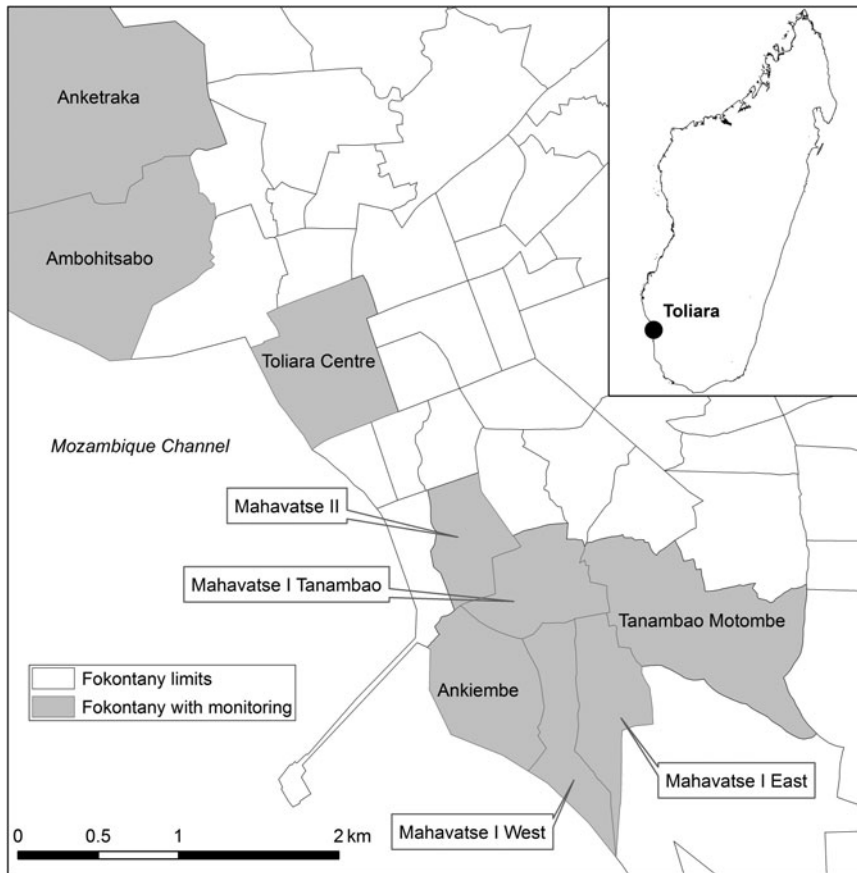 Anketraka
Ambohitsabo
Toliara
Toliara Centre
Mozambique Channel
Mahavatse II
Mahavatse I Tanambao
Tanambao Motombe
Fokontany limits
Fokontany with monitoring
Ankiembe
Mahavatse I East
Mahavatse I West
0 0.5 1 2 km